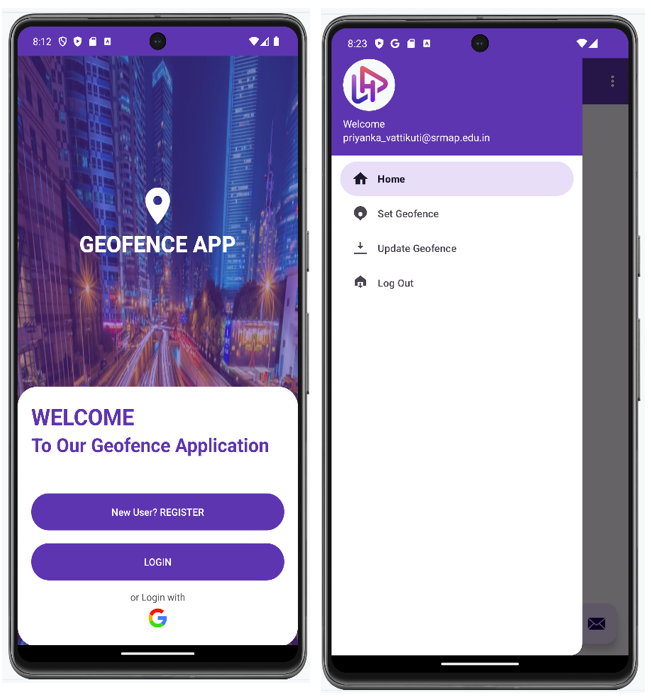 8:12
GEOFENCE APP
WELCOME
To Our Geofence Application
New User? REGISTER
LOGIN
or Login with
G
8:23
G
Welcome
priyanka_vattikuti@srmap.edu.in
Home
Set Geofence
Update Geofence
Log Out